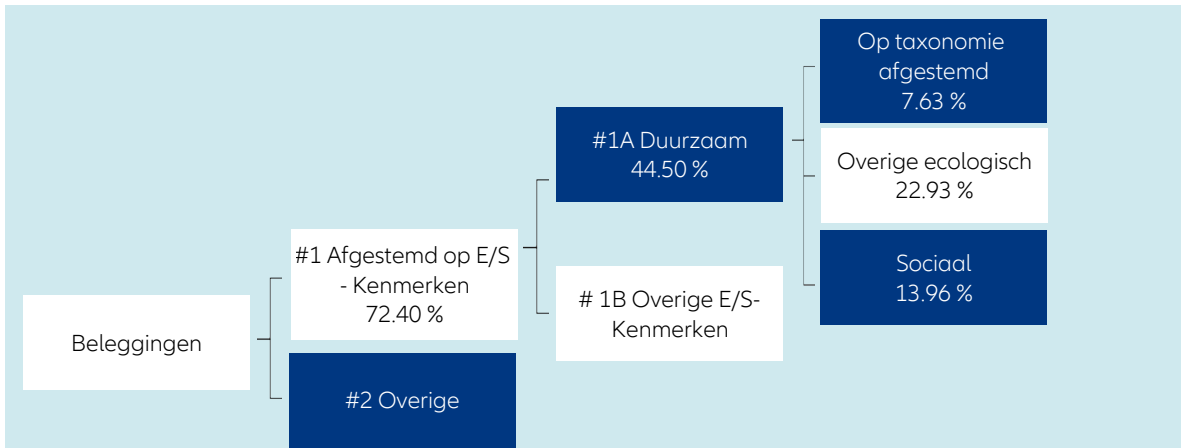 Beleggingen
#1 Afgestemd op E/S
- Kenmerken
72.40 %
#2 Overige
#1A Duurzaam
44.50 %
# 1B Overige E/S-
Kenmerken
Op taxonomie
afgestemd
7.63 %
Overige ecologisch
22.93 %
Sociaal
13.96 %